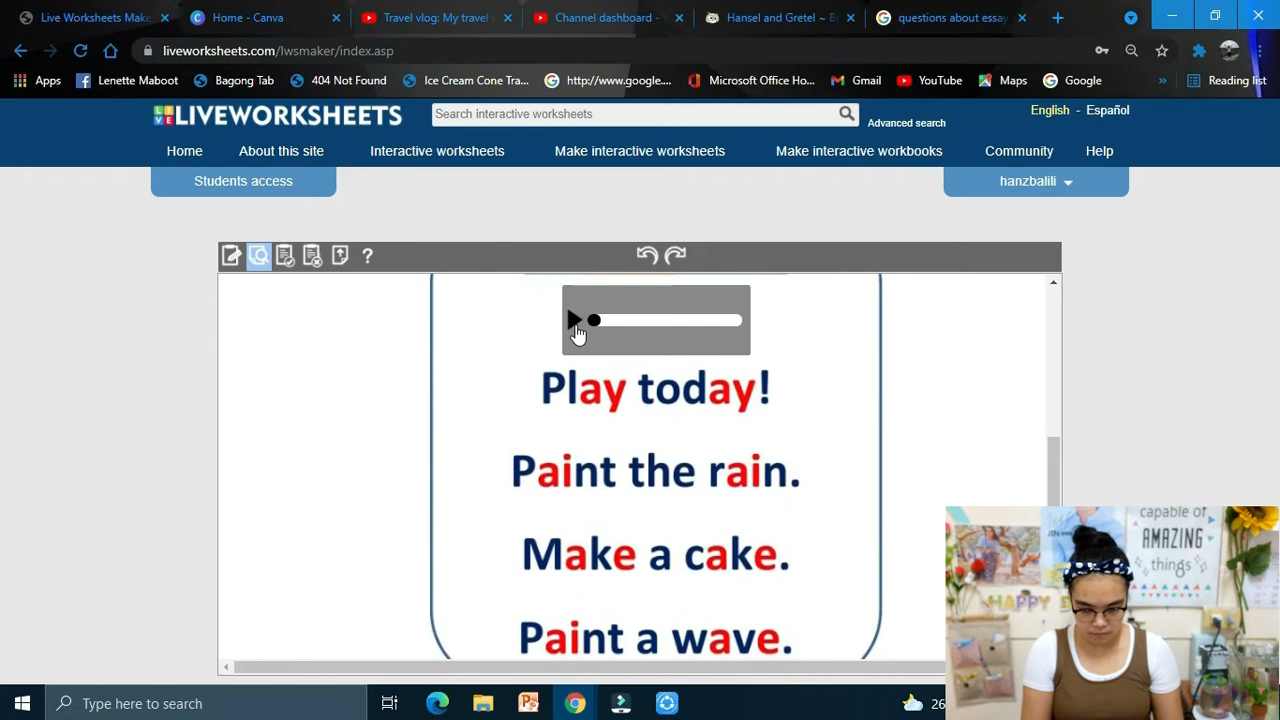 Live Worksheets Make
Home - Canva
Travel vlog: My travel
Channel dashboard -
Hansel and Gretel ~ B
questions about essay
liveworksheets.com/lwsmaker/index.asp
Apps
Lenette Maboot
Bagong Tab
404 Not Found
Ice Cream Cone Tra...
http://www.google....
Microsoft Office Ho...
Gmail
YouTube
Maps
Google
»
Reading list
LIVEWORKSHEETS
Search interactive worksheets
Advanced search
English - Español
Home
About this site
Interactive worksheets
Make interactive worksheets
Make interactive workbooks
Community
Help
Students access
hanzbalili
?
Play today!
Paint the rain.
Make a cake.
Paint a wave.
capable of
AMAZING
things
HAPPY
Type here to search
26